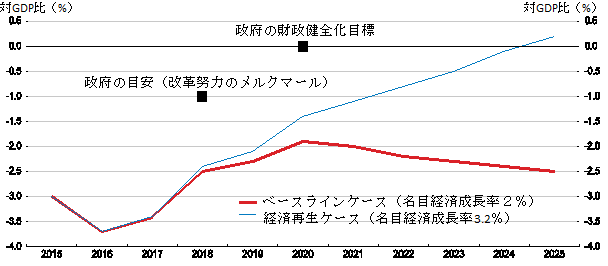 対GDP比（%）
対GDP比（%）
0.5
0.5
政府の財政健全化目標
0.0
0.0
-0.5
-0.5
政府の目安（改革努力のメルクマール）
-1.0
-1.0
-1.5
-1.5
-2.0
-2.0
-2.5
-2.5
-3.0
-3.0
ベースラインケース（名目経済成長率２%）
-3.5
-3.5
経済再生ケース（名目経済成長率3.2%）
-4.0
-4.0
2015 2016 2017 2018 2019 2020 2021 2022 2023 2024 2025